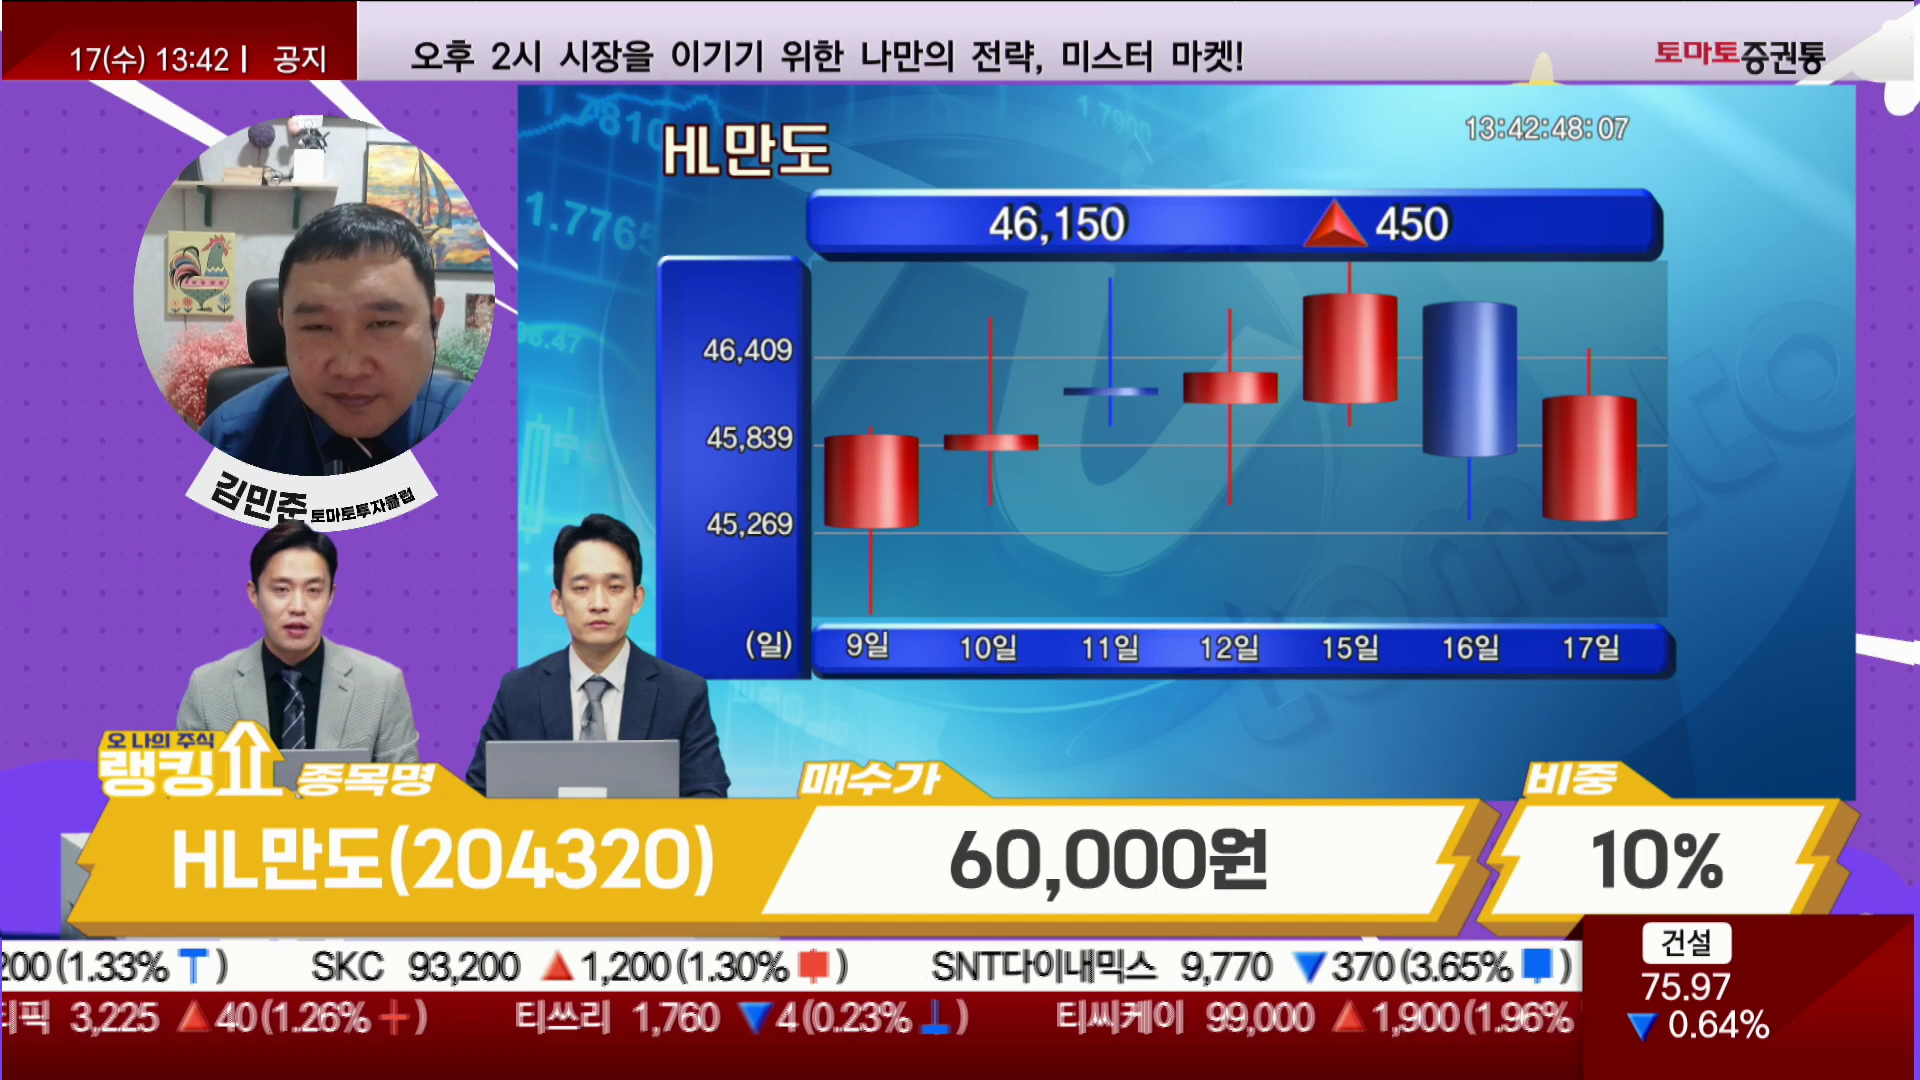 17(수) 13:42 | 공지
오후 2시 시장을 이기기 위한 나만의 전략, 미스터 마켓!
토마토증권통
13:42:48:07
HL만도
46,150 ▲ 450
46,409
45,839
45,269
(일) 9일 10일 11일 12일 15일 16일 17일
김민준 토마토투자클럽
오 나의 주식
랭킹
종목명
매수가
비중
HL만도(204320)
60,000원
10%
200(1.33% ) SKC 93,200 ▲1,200(1.30% ) SNT다이내믹스 9,770 ▼370(3.65% )
티픽 3,225 ▲40(1.26% ) 티쓰리 1,760 ▼4(0.23% ) 티씨케이 99,000 ▲1,900(1.96%
건설
75.97
▼ 0.64%